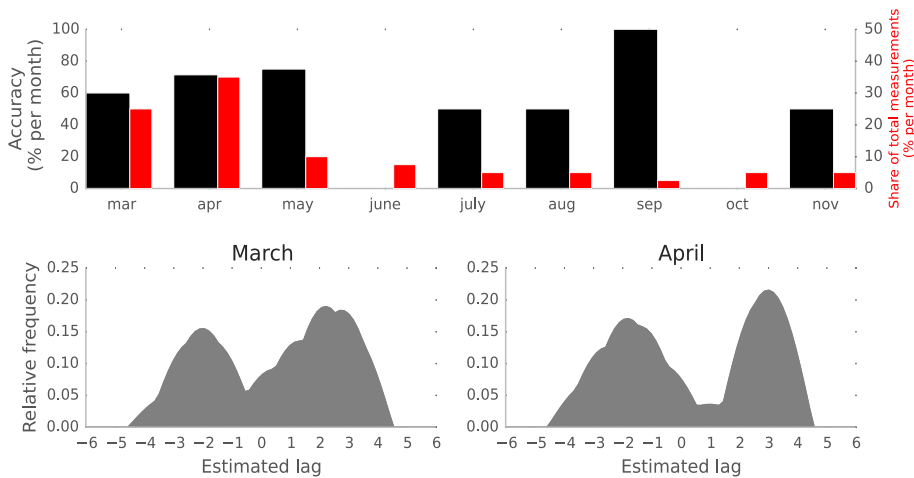 Accuracy
(% per month)
100
80
60
40
20
0
mar apr may june july aug sep oct nov
50
40
30
20
10
0
Share of total measurements
(% per month)
March
Relative frequency
0.25
0.20
0.15
0.10
0.05
0.00
−6 −5 −4 −3 −2 −1 0 1 2 3 4 5 6
Estimated lag
April
0.25
0.20
0.15
0.10
0.05
0.00
−6 −5 −4 −3 −2 −1 0 1 2 3 4 5 6
Estimated lag